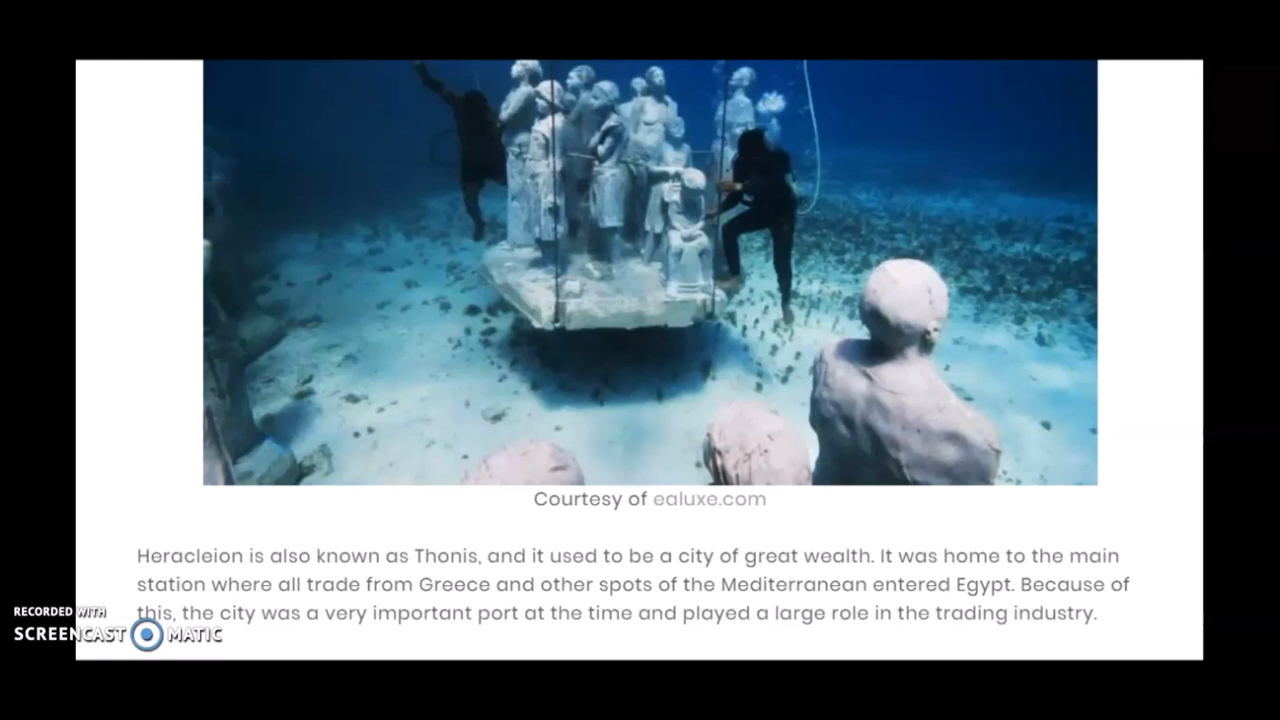 Courtesy of ealuxe.com
Heracleion is also known as Thonis, and it used to be a city of great wealth. It was home to the main
station where all trade from Greece and other spots of the Mediterranean entered Egypt. Because of
this, the city was a very important port at the time and played a large role in the trading industry.
RECORDED WITH
SCREENCAST MATIC